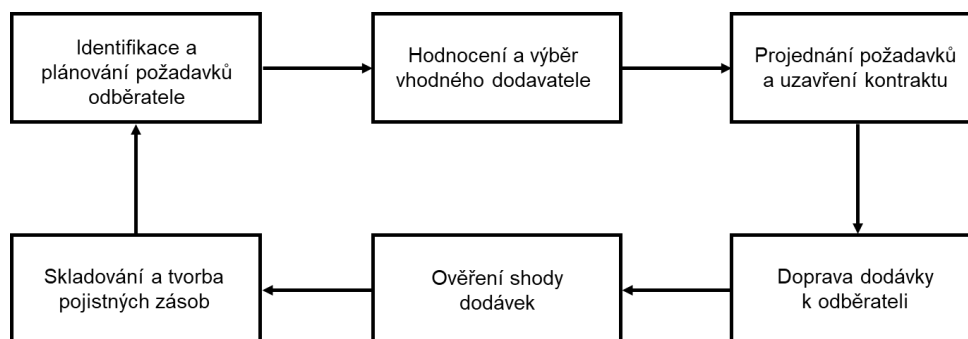 Identifikace a
plánování požadavků
odběratele
Hodnocení a výběr
vhodného dodavatele
Projednání požadavků
a uzavření kontraktu
Doprava dodávky
k odběrateli
Ověření shody
dodávek
Skladování a tvorba
pojistných zásob